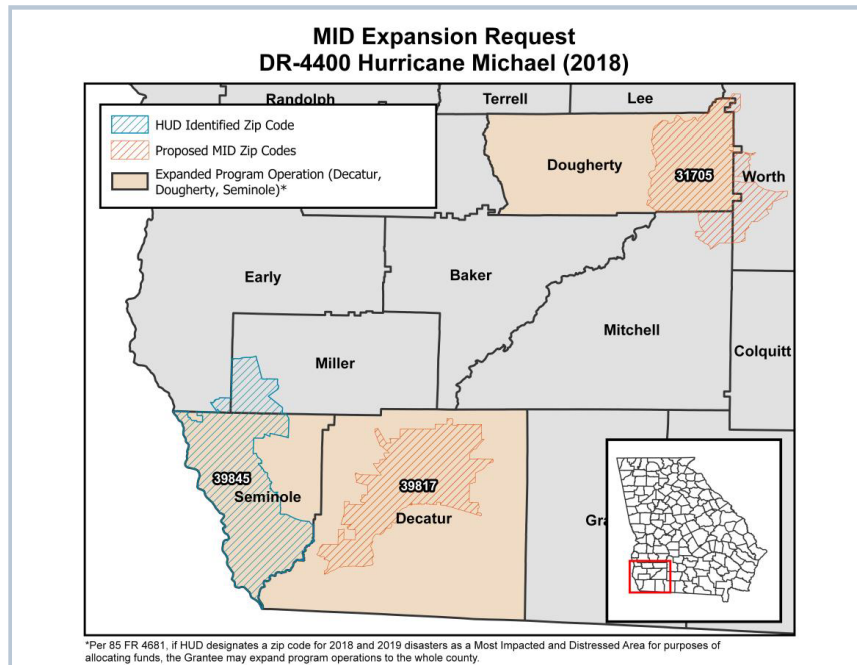 MID Expansion Request
DR-4400 Hurricane Michael (2018)
Randolph
Terrell
Lee
HUD Identified Zip Code
Proposed MID Zip Codes
Expanded Program Operation (Decatur,
Dougherty, Seminole)*
Dougherty
31705
Worth
Early
Baker
Mitchell
Miller
Colquitt
39845
Seminole
39817
Decatur
Gra
*Per 85 FR 4681, if HUD designates a zip code for 2018 and 2019 disasters as a Most Impacted and Distressed Area for purposes of
allocating funds, the Grantee may expand program operations to the whole county.